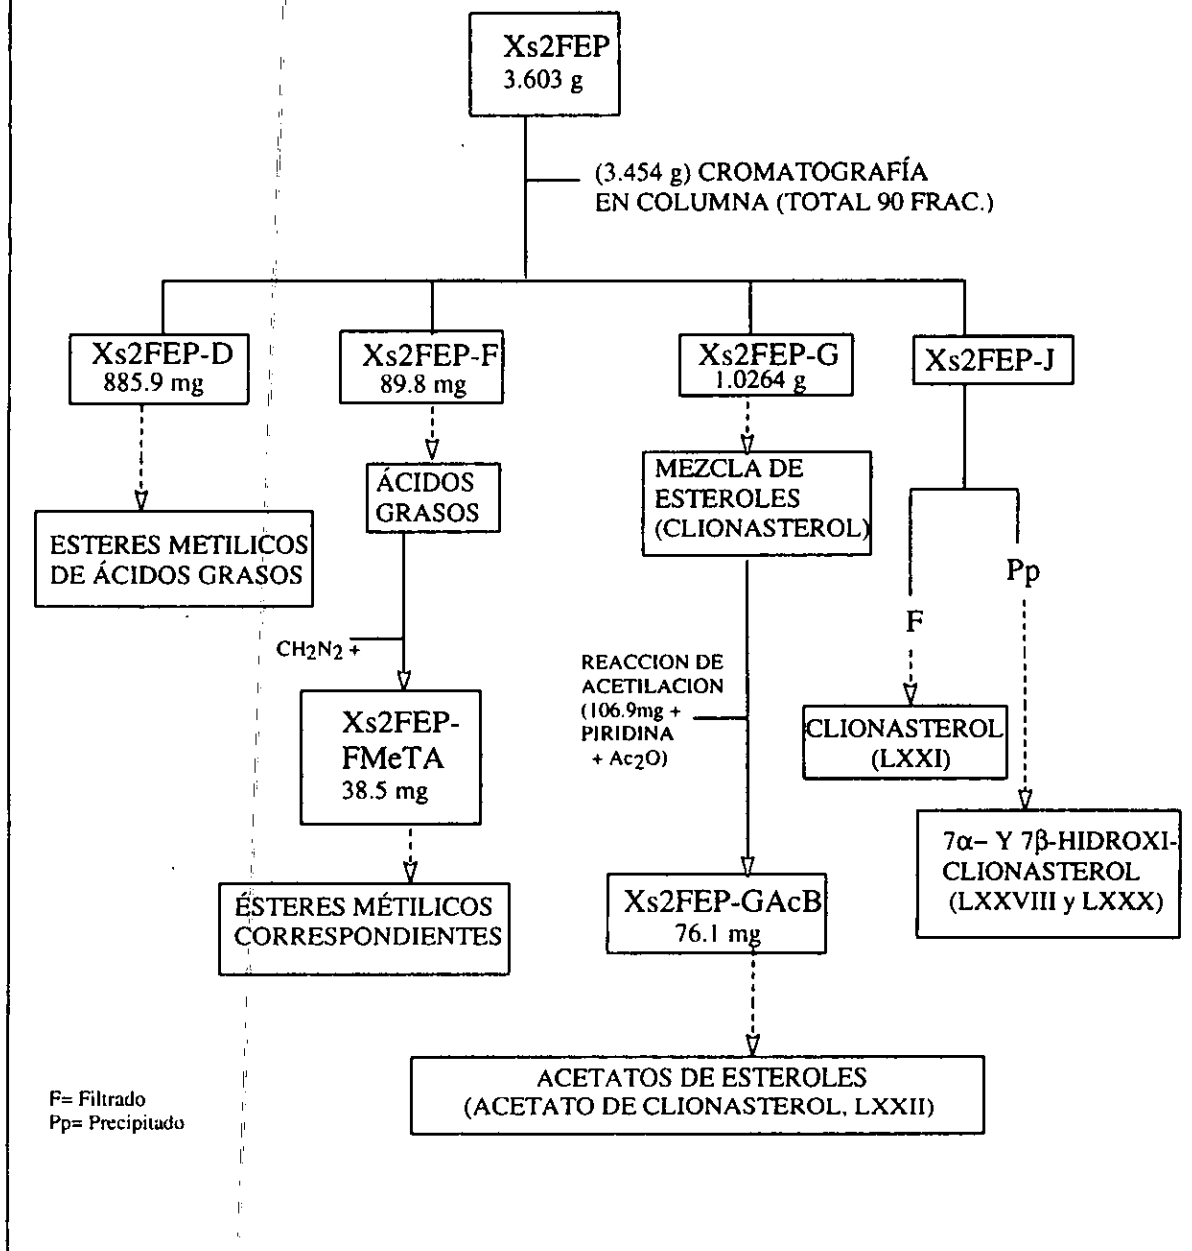 Xs2FEP
3.603 g
(3.454 g) CROMATOGRAFÍA
EN COLUMNA (TOTAL 90 FRAC.)
Xs2FEP-D
885.9 mg
Xs2FEP-F
89.8 mg
Xs2FEP-G
1.0264 g
Xs2FEP-J
ESTERES METILICOS
DE ÁCIDOS GRASOS
ÁCIDOS
GRASOS
MEZCLA DE
ESTEROLES
(CLIONASTEROL)
F
Pp
CH2N2 +
REACCION DE
ACETILACION
(106.9mg +
PIRIDINA
+ Ac2O)
Xs2FEP-
FMeTA
38.5 mg
CLIONASTEROL
(LXXI)
7α– Y 7β-HIDROXI-
CLIONASTEROL
(LXXVIII y LXXX)
ÉSTERES MÉTILICOS
CORRESPONDIENTES
Xs2FEP-GAcB
76.1 mg
ACETATOS DE ESTEROLES
(ACETATO DE CLIONASTEROL, LXXII)
F= Filtrado
Pp= Precipitado